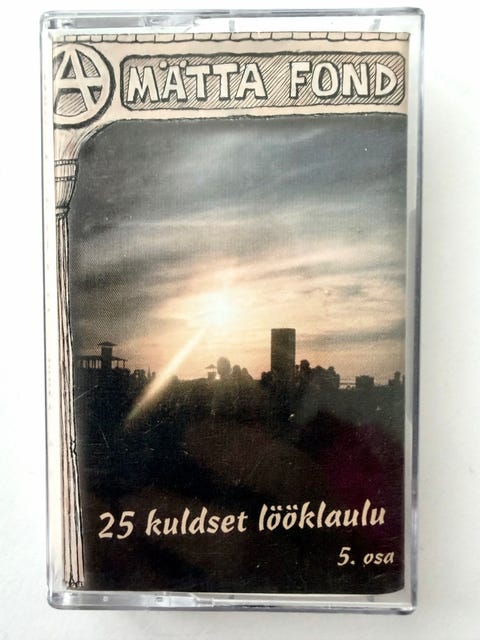 A MÄTTA FOND
25 kuldset lööklaulu
5. osa